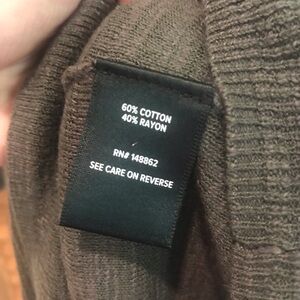 60% COTTON
40% RAYON
RN# 148862
SEE CARE ON REVERSE